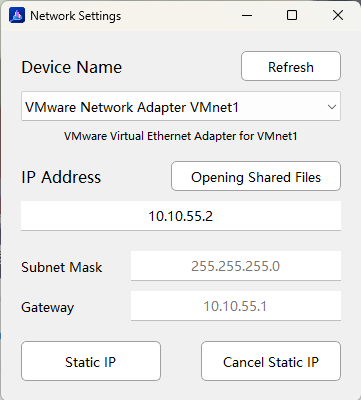 Network Settings
Device Name
Refresh
VMware Network Adapter VMnet1
VMware Virtual Ethernet Adapter for VMnet1
IP Address
Opening Shared Files
10.10.55.2
Subnet Mask
255.255.255.0
Gateway
10.10.55.1
Static IP
Cancel Static IP